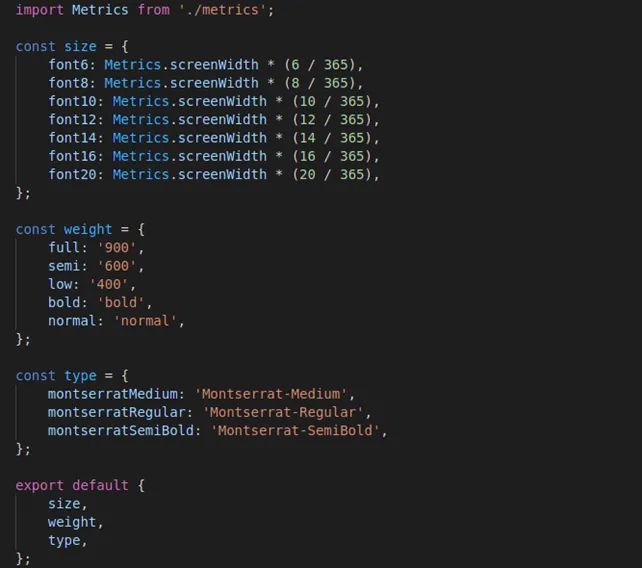 import Metrics from './metrics';

const size = {
    font6: Metrics.screenWidth * (6 / 365),
    font8: Metrics.screenWidth * (8 / 365),
    font10: Metrics.screenWidth * (10 / 365),
    font12: Metrics.screenWidth * (12 / 365),
    font14: Metrics.screenWidth * (14 / 365),
    font16: Metrics.screenWidth * (16 / 365),
    font20: Metrics.screenWidth * (20 / 365),
};

const weight = {
    full: '900',
    semi: '600',
    low: '400',
    bold: 'bold',
    normal: 'normal',
};

const type = {
    montserratMedium: 'Montserrat-Medium',
    montserratRegular: 'Montserrat-Regular',
    montserratSemiBold: 'Montserrat-SemiBold',
};

export default {
    size,
    weight,
    type,
};